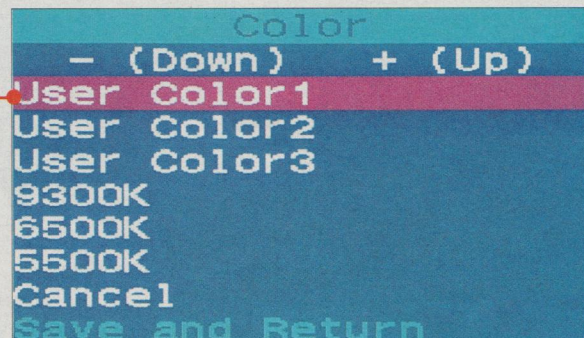 Color
- (Down) + (Up)
User Color1
User Color2
User Color3
9300K
6500K
5500K
Cancel
Save and Return